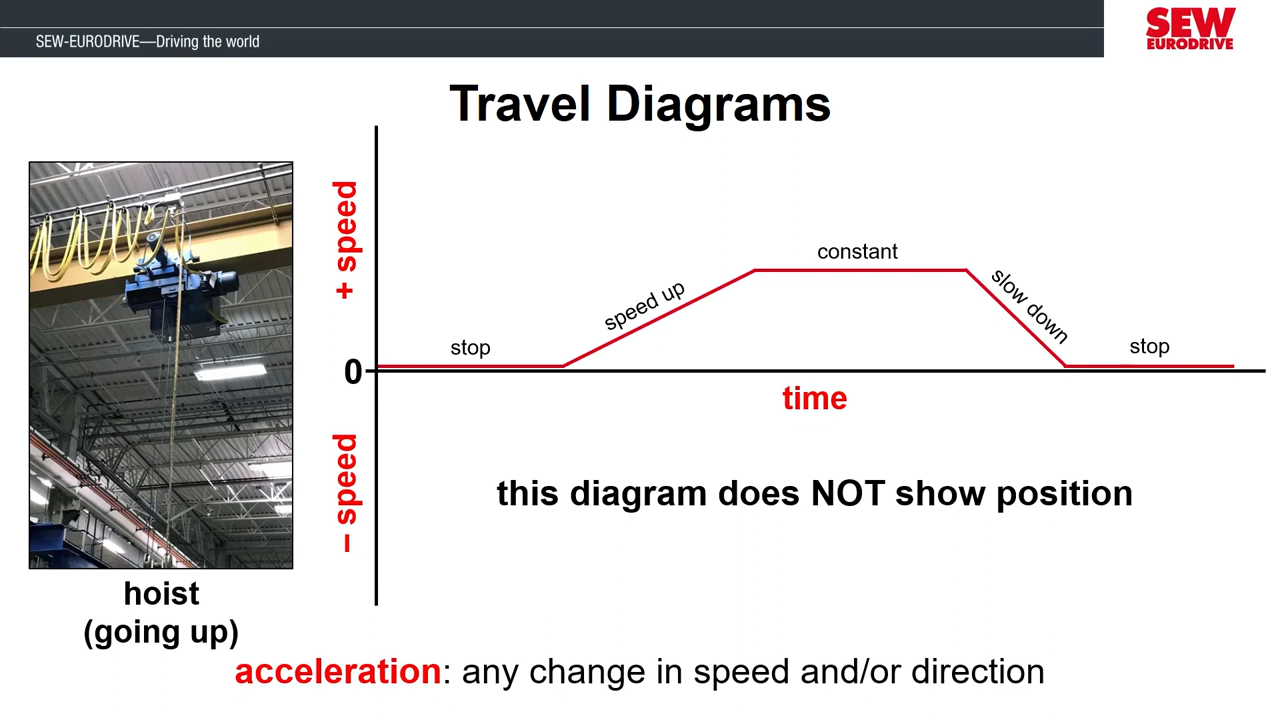 SEW-EURODRIVE—Driving the world
SEW
EURODRIVE
Travel Diagrams
+ speed
constant
speed up
slow down
stop
stop
0
time
– speed
this diagram does NOT show position
hoist
(going up)
acceleration: any change in speed and/or direction